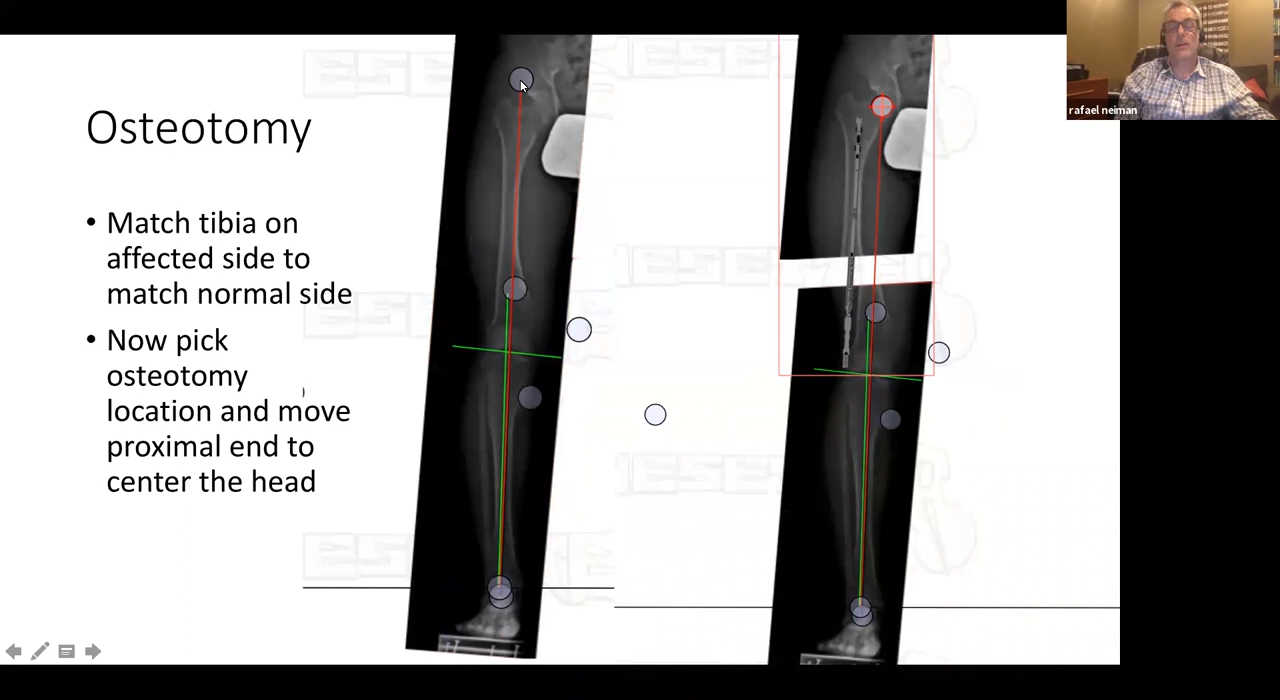 Osteotomy
• Match tibia on
affected side to
match normal side
• Now pick
osteotomy
location and move
proximal end to
center the head
rafael neiman